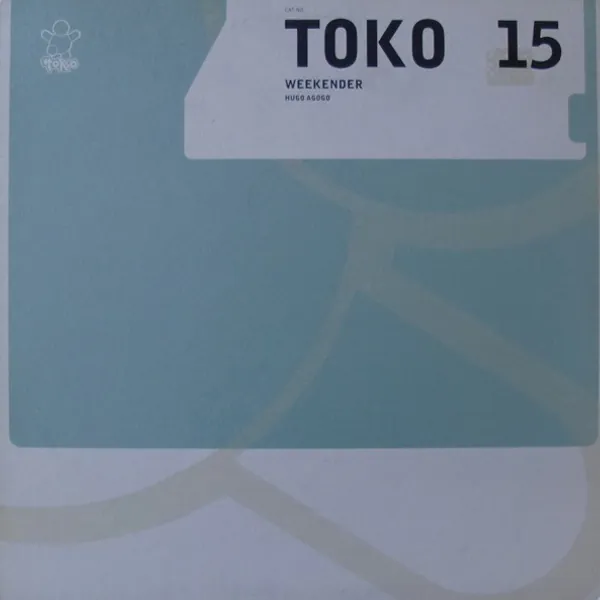 CAT NO.
TOKO 15
WEEKENDER
HUGO AGOGO
TOKO